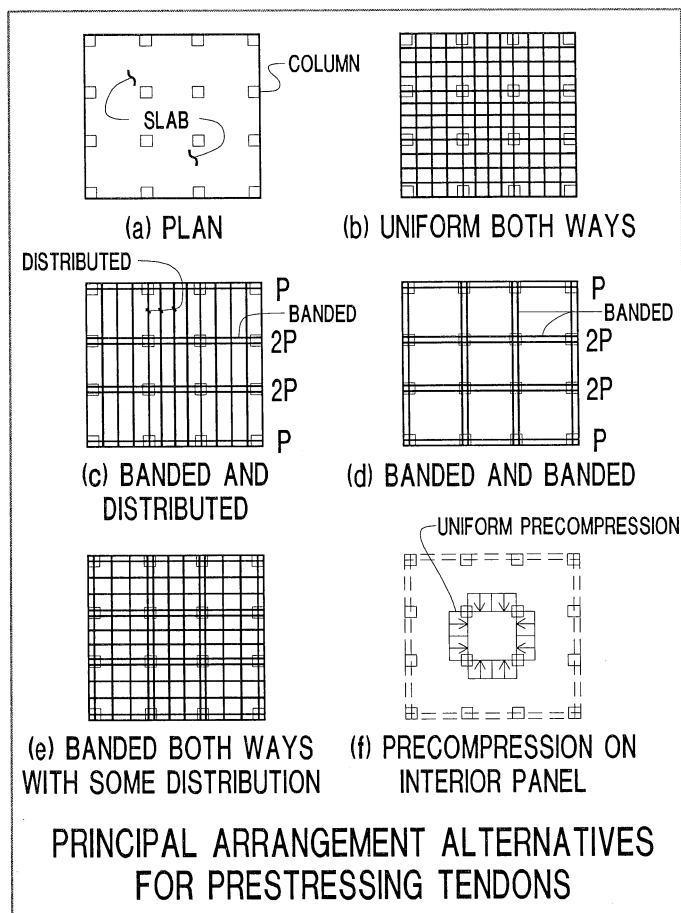 COLUMN
SLAB
(a) PLAN
(b) UNIFORM BOTH WAYS
DISTRIBUTED
BANDED
P
2P
2P
P
(c) BANDED AND
DISTRIBUTED
P
BANDED
2P
2P
P
(d) BANDED AND BANDED
(e) BANDED BOTH WAYS
WITH SOME DISTRIBUTION
UNIFORM PRECOMPRESSION
(f) PRECOMPRESSION ON
INTERIOR PANEL
PRINCIPAL ARRANGEMENT ALTERNATIVES
FOR PRESTRESSING TENDONS